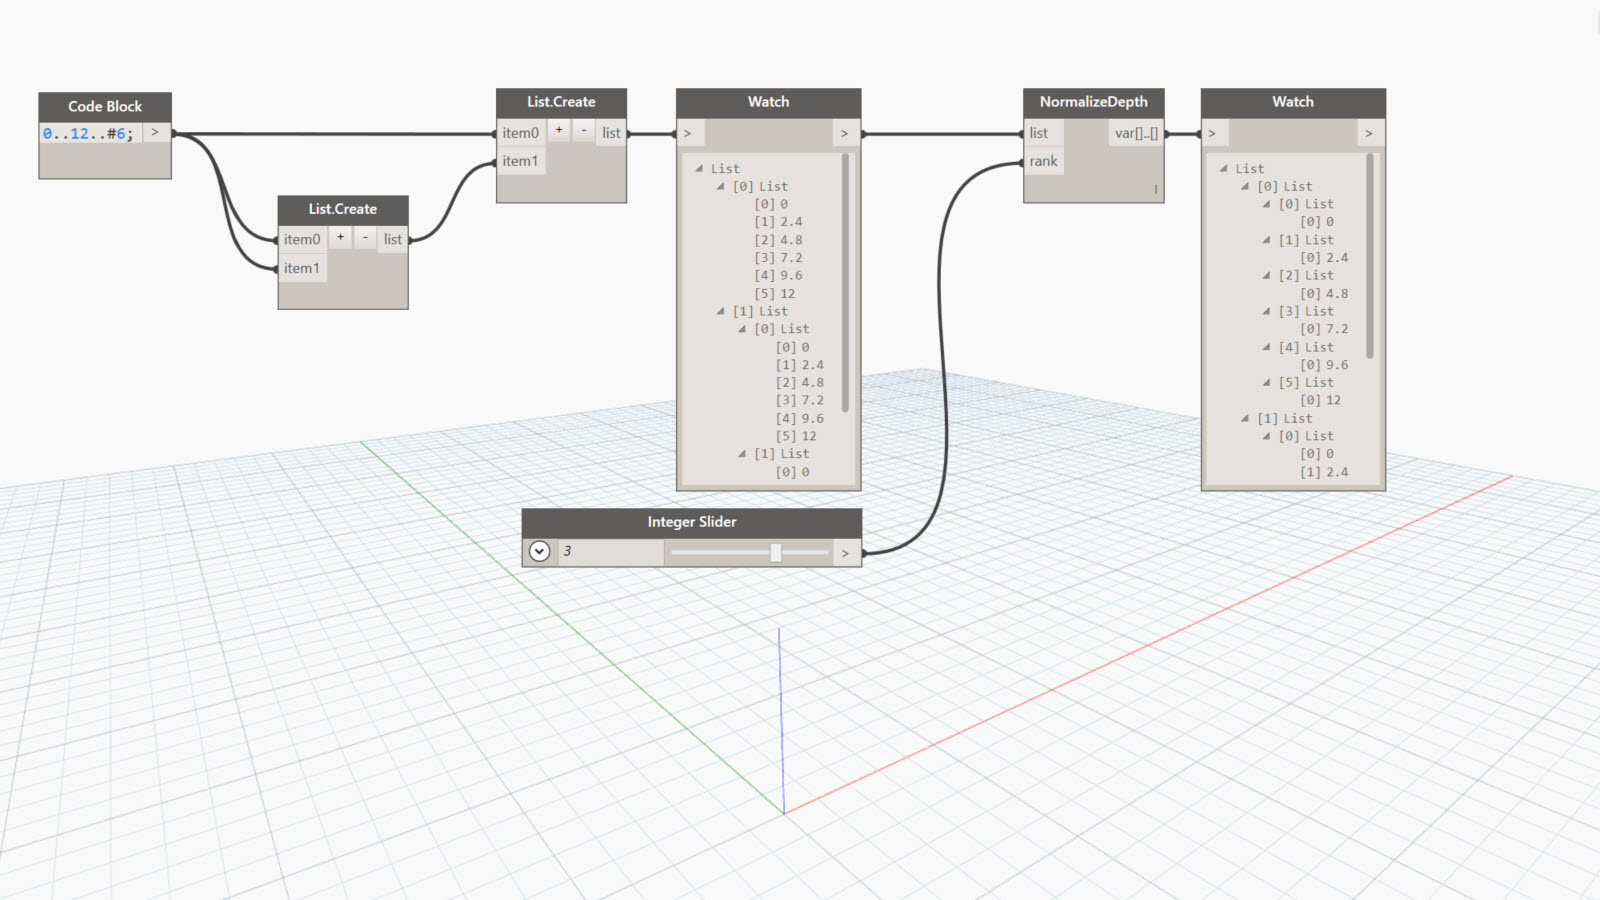 Code Block
0..12..#6; >
List.Create
item0 + - list
item1
List.Create
item0 + - list
item1
Watch
> >
List
[0] List
[0] 0
[1] 2.4
[2] 4.8
[3] 7.2
[4] 9.6
[5] 12
[1] List
[0] List
[0] 0
[1] 2.4
[2] 4.8
[3] 7.2
[4] 9.6
[5] 12
[1] List
[0] 0
Integer Slider
3 >
NormalizeDepth
list var[]..[]
rank
l
Watch
> >
List
[0] List
[0] List
[0] 0
[1] List
[0] 2.4
[2] List
[0] 4.8
[3] List
[0] 7.2
[4] List
[0] 9.6
[5] List
[0] 12
[1] List
[0] List
[0] 0
[1] 2.4